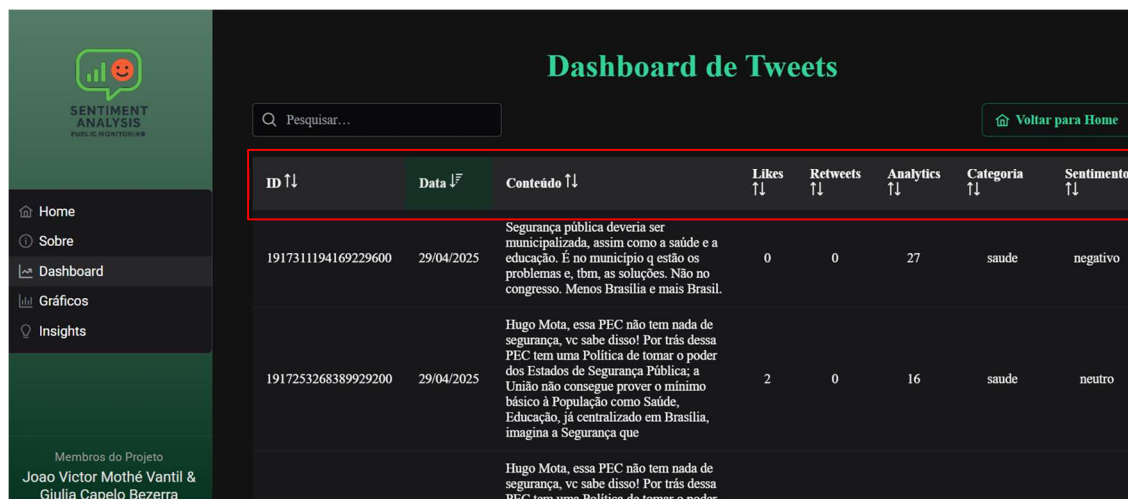 SENTIMENT
ANALYSIS
PUBLIC MONITORING
Home
Sobre
Dashboard
Gráficos
Insights
Membros do Projeto
Joao Victor Mothé Vantil &
Giulia Capelo Bezerra
Dashboard de Tweets
Pesquisar...
Voltar para Home
ID Data Conteúdo Likes Retweets Analytics Categoria Sentimento
Segurança pública deveria ser
municipalizada, assim como a saúde e a
1917311194169229600 29/04/2025 educação. É no município q estão os 0 0 27 saude negativo
problemas e, tbm, as soluções. Não no
congresso. Menos Brasília e mais Brasil.
Hugo Mota, essa PEC não tem nada de
segurança, vc sabe disso! Por trás dessa
PEC tem uma Política de tomar o poder
dos Estados de Segurança Pública; a
1917253268389929200 29/04/2025 União não consegue prover o mínimo 2 0 16 saude neutro
básico à População como Saúde,
Educação, já centralizado em Brasília,
imagina a Segurança que
Hugo Mota, essa PEC não tem nada de
segurança, vc sabe disso! Por trás dessa
PEC tem uma Política de tomar o poder